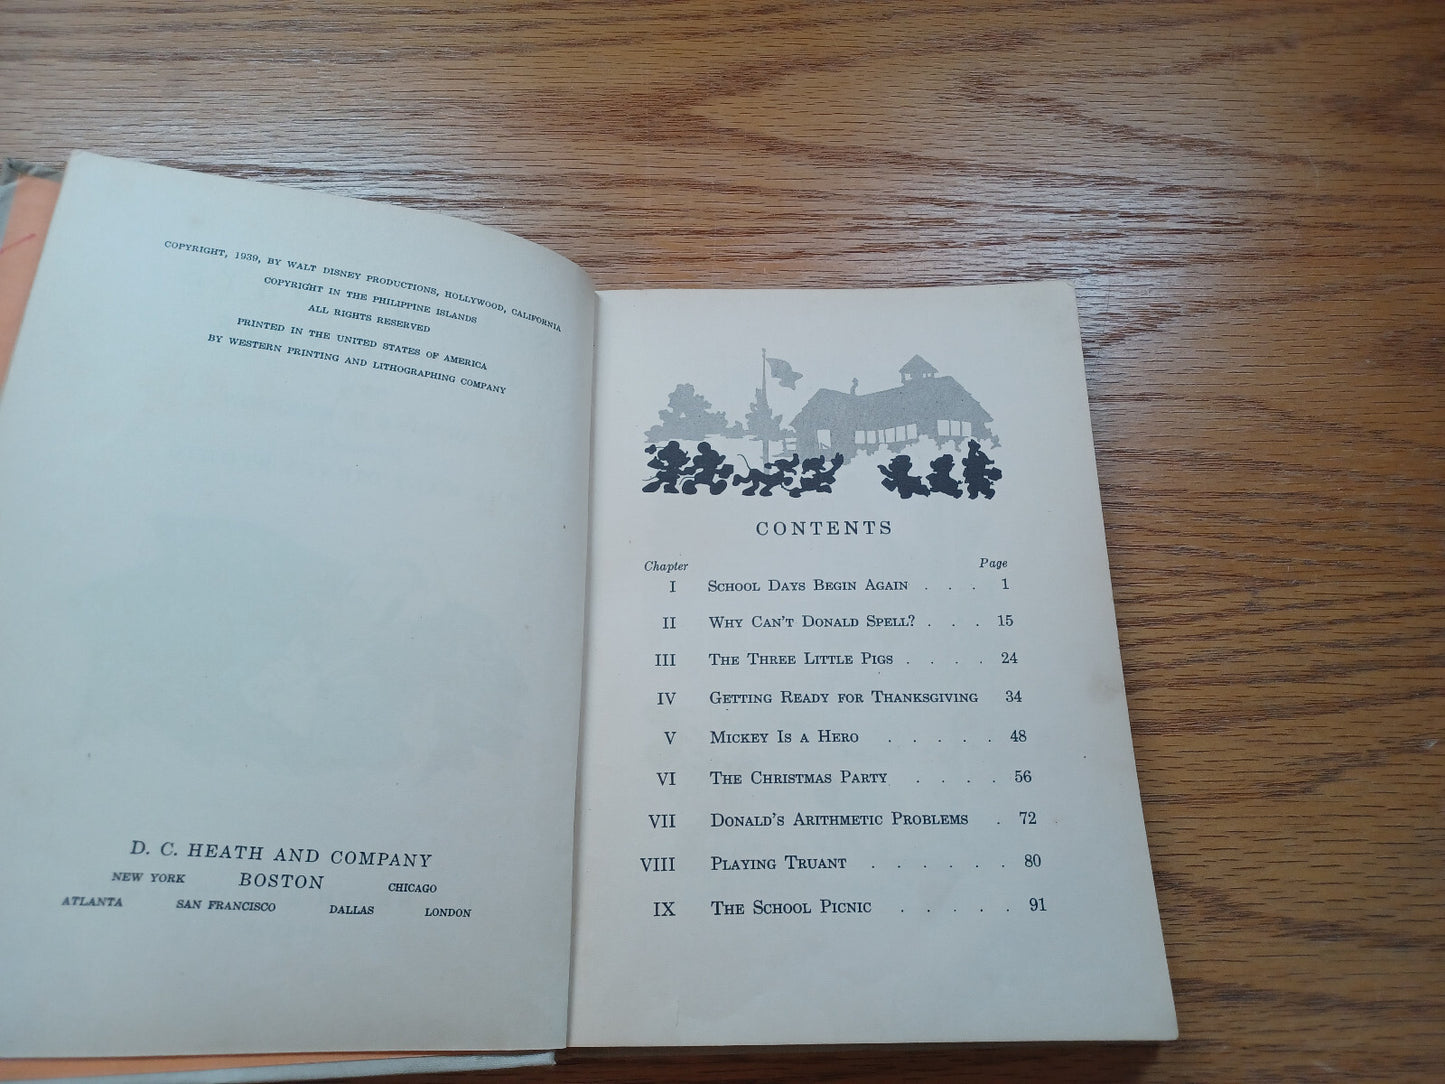 COPYRIGHT, 1939, BY WALT DISNEY PRODUCTIONS, HOLLYWOOD, CALIFORNIA
COPYRIGHT IN THE PHILIPPINE ISLANDS
ALL RIGHTS RESERVED
PRINTED IN THE UNITED STATES OF AMERICA
BY WESTERN PRINTING AND LITHOGRAPHING COMPANY
D. C. HEATH AND COMPANY
NEW YORK BOSTON CHICAGO
ATLANTA SAN FRANCISCO DALLAS LONDON
CONTENTS
Chapter Page
I SCHOOL DAYS BEGIN AGAIN . . . 1
II WHY CAN'T DONALD SPELL? . . . 15
III THE THREE LITTLE PIGS . . . . 24
IV GETTING READY FOR THANKSGIVING 34
V MICKEY IS A HERO . . . . . 48
VI THE CHRISTMAS PARTY . . . . 56
VII DONALD'S ARITHMETIC PROBLEMS . 72
VIII PLAYING TRUANT . . . . . . 80
IX THE SCHOOL PICNIC . . . . . 91